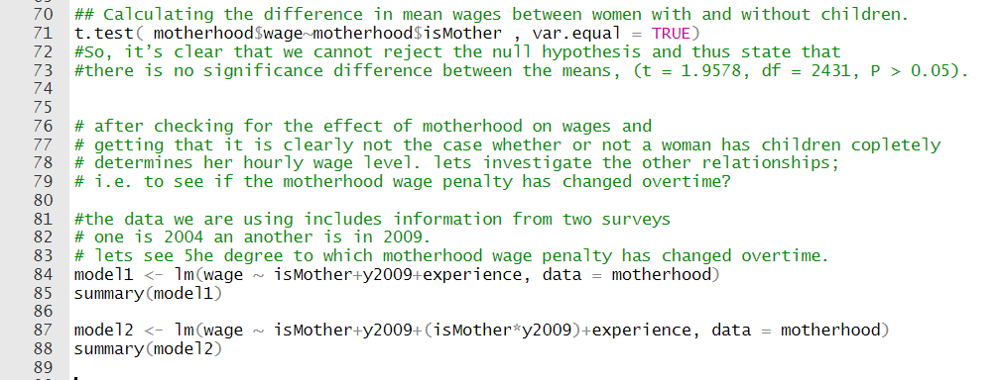 70 ## Calculating the difference in mean wages between women with and without children.
71 t.test( motherhood$wage~motherhood$isMother , var.equal = TRUE)
72 #So, it's clear that we cannot reject the null hypothesis and thus state that
73 #there is no significance difference between the means, (t = 1.9578, df = 2431, P > 0.05).
74
75
76 # after checking for the effect of motherhood on wages and
77 # getting that it is clearly not the case whether or not a woman has children copletely
78 # determines her hourly wage level. lets investigate the other relationships;
79 # i.e. to see if the motherhood wage penalty has changed overtime?
80
81 #the data we are using includes information from two surveys
82 # one is 2004 an another is in 2009.
83 # lets see 5he degree to which motherhood wage penalty has changed overtime.
84 model1 <- lm(wage ~ isMother+y2009+experience, data = motherhood)
85 summary(model1)
86
87 model2 <- lm(wage ~ isMother+y2009+(isMother*y2009)+experience, data = motherhood)
88 summary(model2)
89